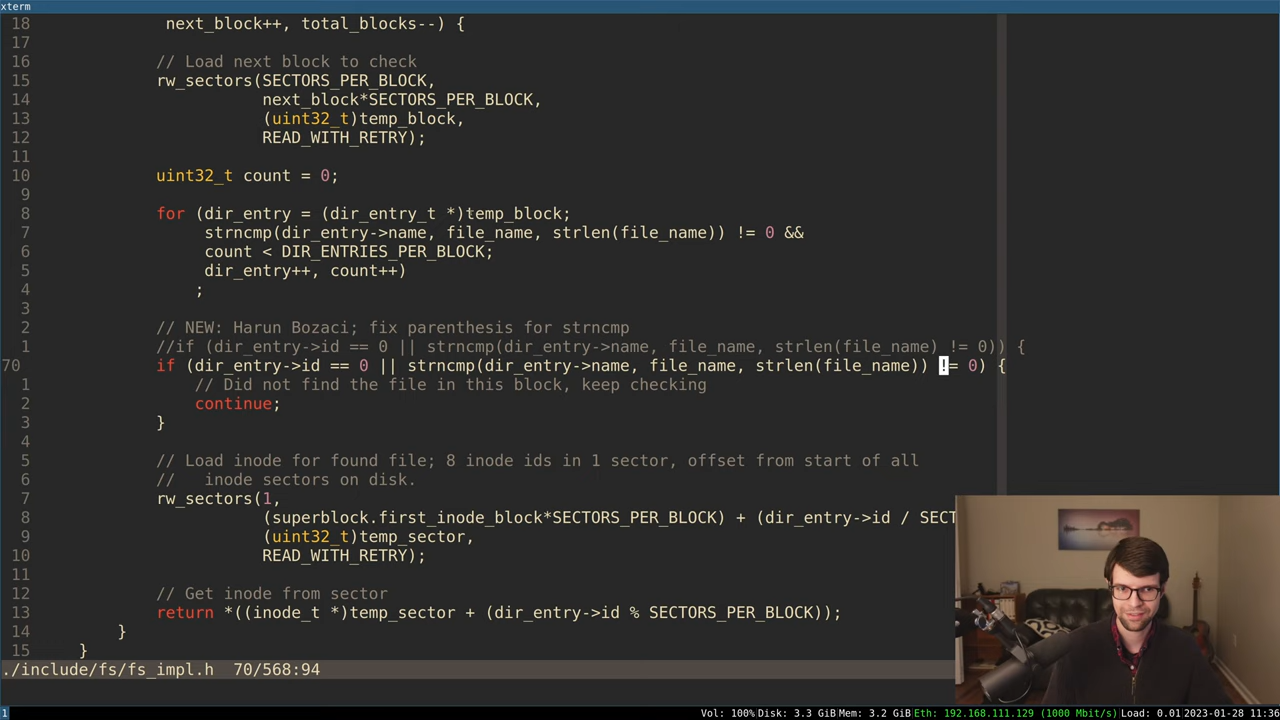 xterm
18 next_block++, total_blocks--) {
17
16 // Load next block to check
15 rw_sectors(SECTORS_PER_BLOCK,
14 next_block*SECTORS_PER_BLOCK,
13 (uint32_t)temp_block,
12 READ_WITH_RETRY);
11
10 uint32_t count = 0;
9
8 for (dir_entry = (dir_entry_t *)temp_block;
7 strncmp(dir_entry->name, file_name, strlen(file_name)) != 0 &&
6 count < DIR_ENTRIES_PER_BLOCK;
5 dir_entry++, count++)
4 ;
3
2 // NEW: Harun Bozaci; fix parenthesis for strncmp
1 //if (dir_entry->id == 0 || strncmp(dir_entry->name, file_name, strlen(file_name) != 0)) {
70 if (dir_entry->id == 0 || strncmp(dir_entry->name, file_name, strlen(file_name)) != 0) {
1 // Did not find the file in this block, keep checking
2 continue;
3 }
4
5 // Load inode for found file; 8 inode ids in 1 sector, offset from start of all
6 // inode sectors on disk.
7 rw_sectors(1,
8 (superblock.first_inode_block*SECTORS_PER_BLOCK) + (dir_entry->id / SECT
9 (uint32_t)temp_sector,
10 READ_WITH_RETRY);
11
12 // Get inode from sector
13 return *((inode_t *)temp_sector + (dir_entry->id % SECTORS_PER_BLOCK));
14 }
15 }
./include/fs/fs_impl.h 70/568:94
1 Vol: 100% Disk: 3.3 GiB Mem: 3.2 GiB Eth: 192.168.111.129 (1000 Mbit/s) Load: 0.01 2023-01-28 11:36